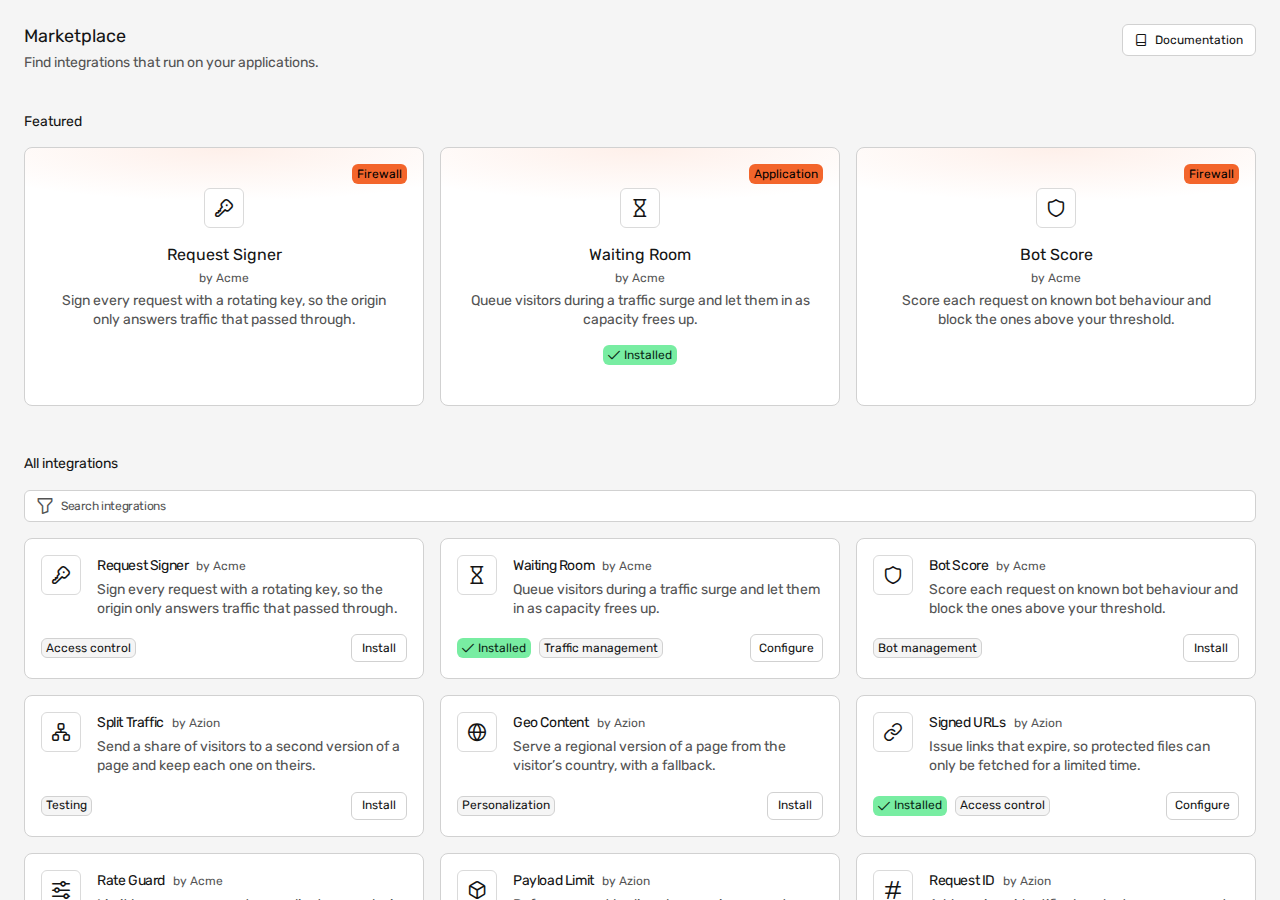 Marketplace
Documentation
Find integrations that run on your applications.
Featured
Firewall
Request Signer
by Acme
Sign every request with a rotating key, so the origin
only answers traffic that passed through.
Application
Waiting Room
by Acme
Queue visitors during a traffic surge and let them in as
capacity frees up.
Installed
Firewall
Bot Score
by Acme
Score each request on known bot behaviour and
block the ones above your threshold.
All integrations
Search integrations
Request Signer by Acme
Sign every request with a rotating key, so the
origin only answers traffic that passed through.
Access control
Install
Waiting Room by Acme
Queue visitors during a traffic surge and let them
in as capacity frees up.
Installed
Traffic management
Configure
Bot Score by Acme
Score each request on known bot behaviour and
block the ones above your threshold.
Bot management
Install
Split Traffic by Azion
Send a share of visitors to a second version of a
page and keep each one on theirs.
Testing
Install
Geo Content by Azion
Serve a regional version of a page from the
visitor's country, with a fallback.
Personalization
Install
Signed URLs by Azion
Issue links that expire, so protected files can
only be fetched for a limited time.
Installed
Access control
Configure
Rate Guard by Acme
Payload Limit by Azion
Request ID by Azion